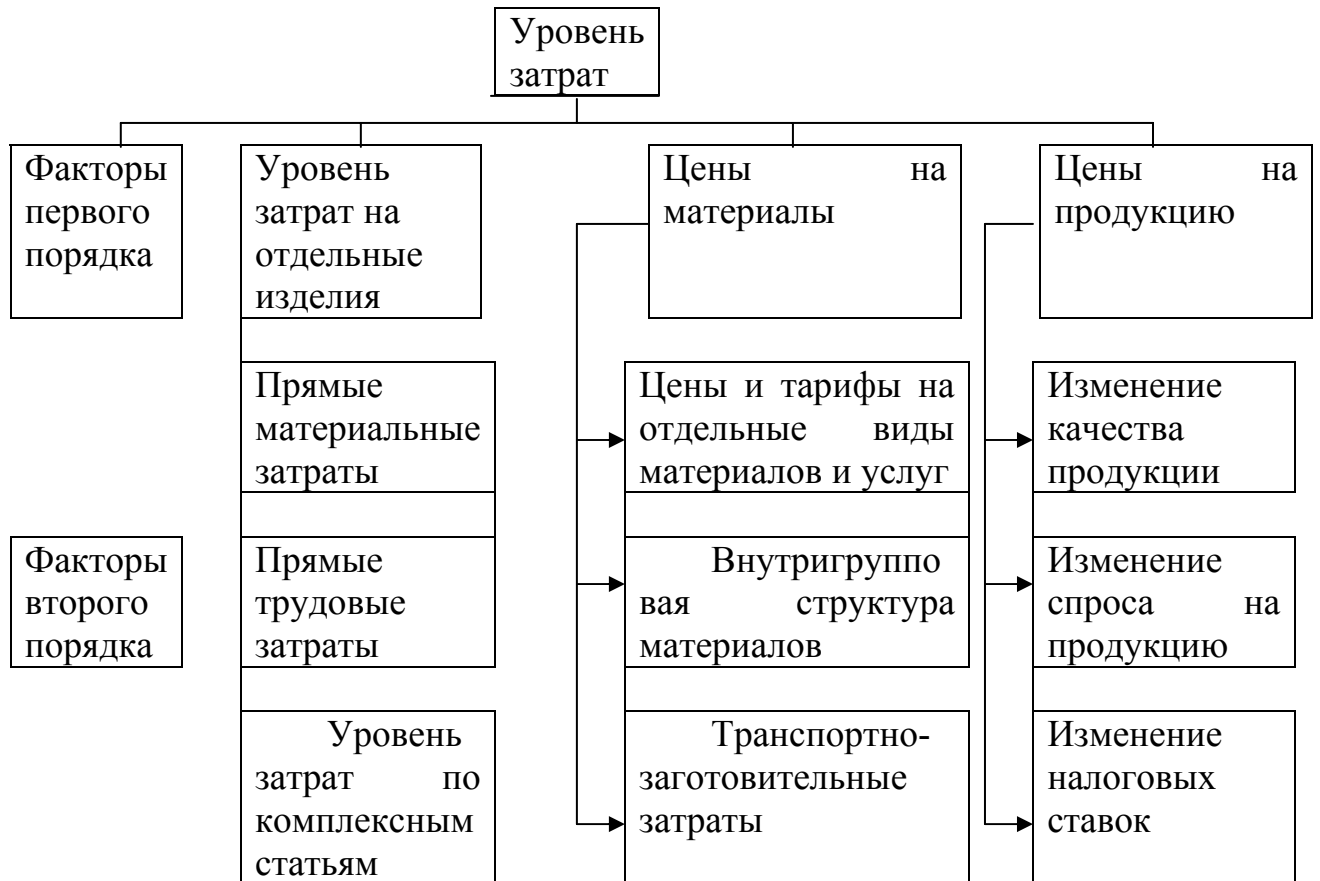 Уровень
затрат
Факторы
первого
порядка
Уровень
затрат на
отдельные
изделия
Цены на
материалы
Цены на
продукцию
Прямые
материальные
затраты
Цены и тарифы на
отдельные виды
материалов и услуг
Изменение
качества
продукции
Факторы
второго
порядка
Прямые
трудовые
затраты
Внутригруппо
вая структура
материалов
Изменение
спроса на
продукцию
Уровень
затрат по
комплексным
статьям
Транспортно-
заготовительные
затраты
Изменение
налоговых
ставок